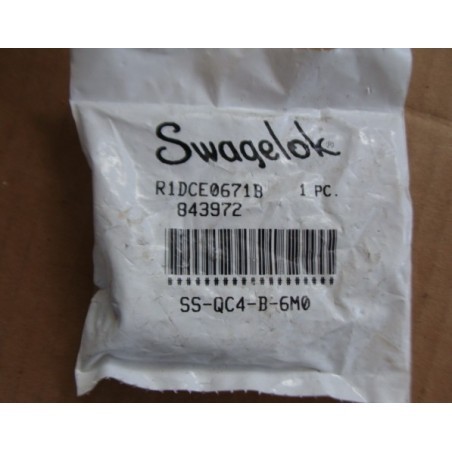 Swagelok®
R1DCE0671B 1 PC.
843972
SS-QC4-B-6M0